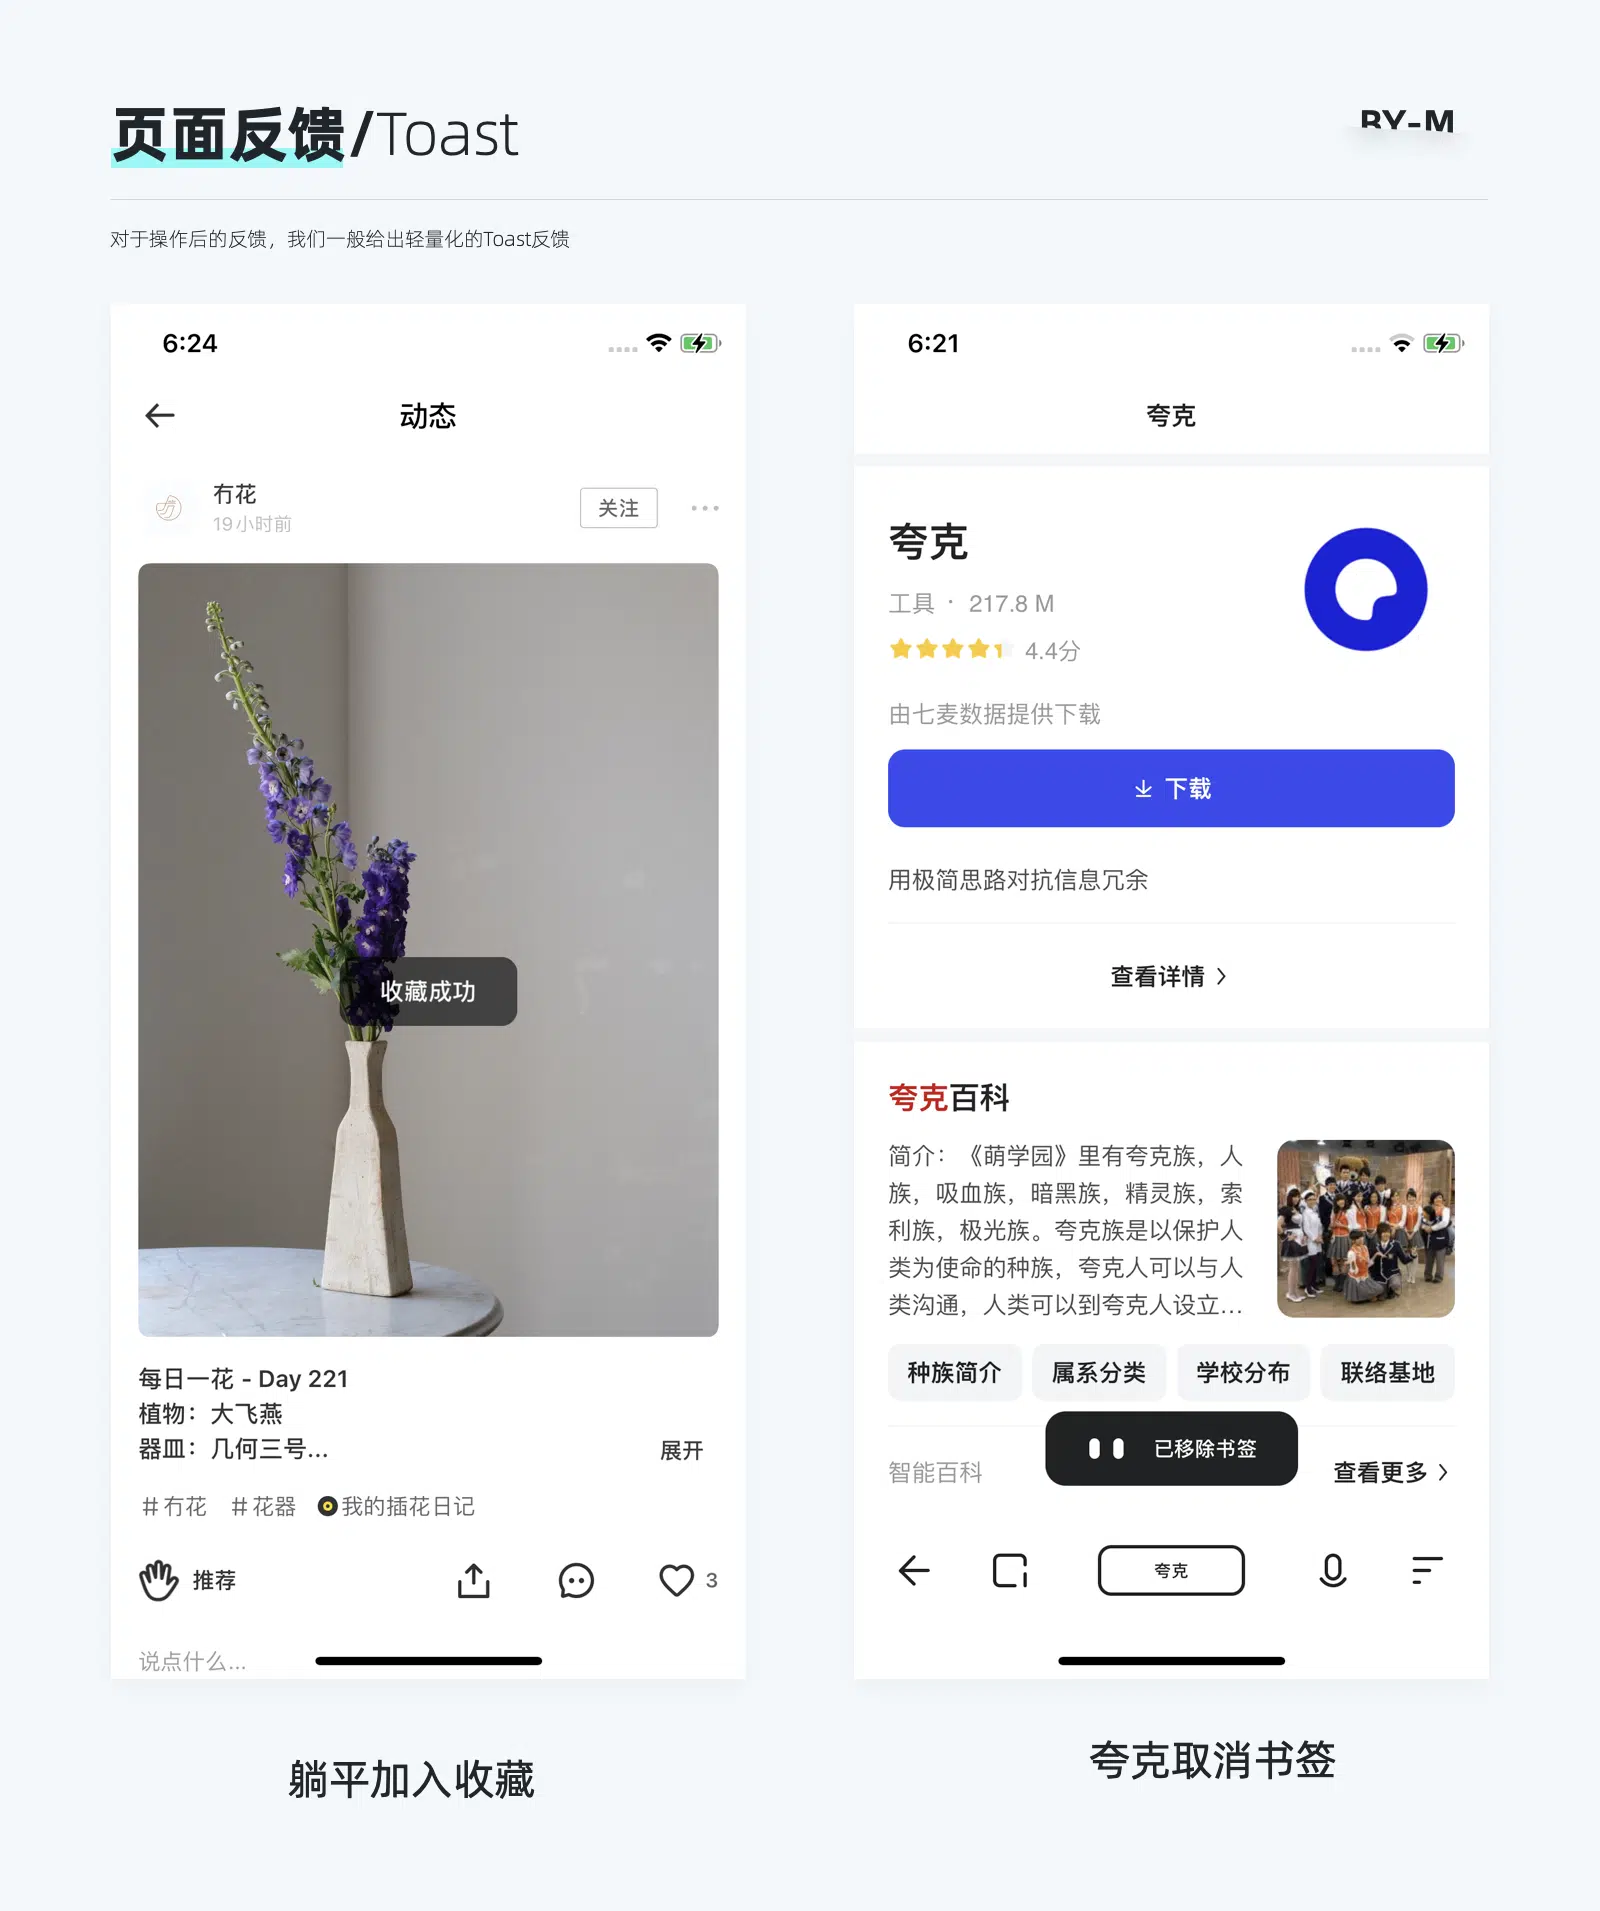 页面反馈/Toast
BY-M
对于操作后的反馈，我们一般给出轻量化的Toast反馈
6:24
动态
冇花
19小时前
关注
收藏成功
每日一花 - Day 221
植物：大飞燕
器皿：几何三号...
展开
#冇花 #花器 我的插花日记
推荐
3
说点什么...
躺平加入收藏
6:21
夸克
夸克
工具 · 217.8 M
4.4分
由七麦数据提供下载
下载
用极简思路对抗信息冗余
查看详情
夸克百科
简介：《萌学园》里有夸克族，人
族，吸血族，暗黑族，精灵族，索
利族，极光族。夸克族是以保护人
类为使命的种族，夸克人可以与人
类沟通，人类可以到夸克人设立...
种族简介 属系分类 学校分布 联络基地
已移除书签
智能百科
查看更多
夸克
夸克取消书签